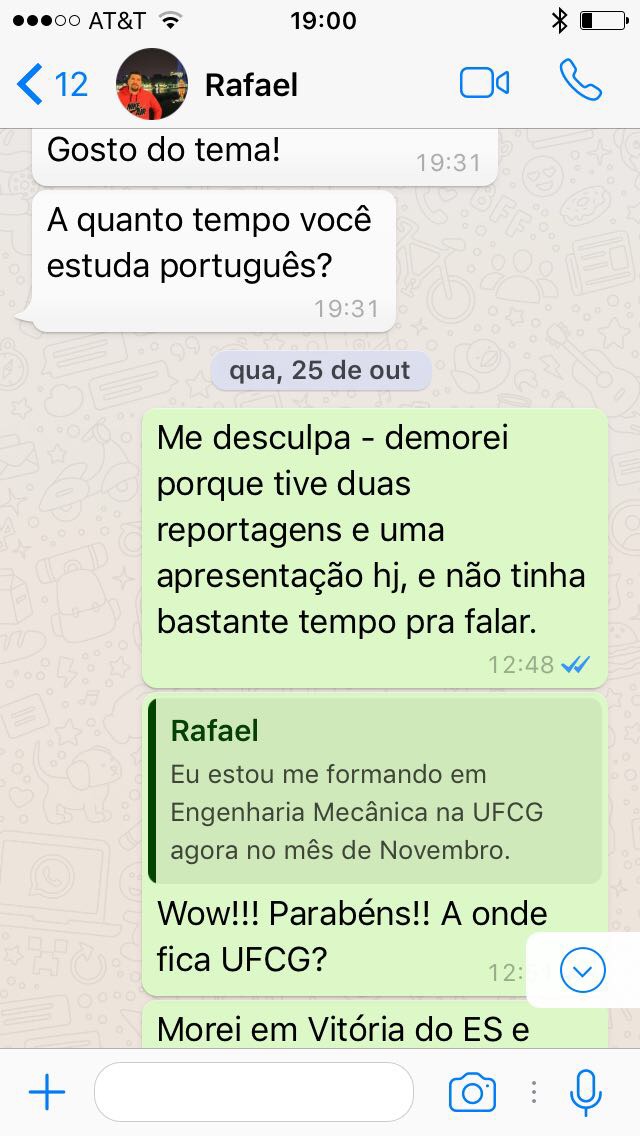 AT&T 19:00
12 Rafael
Gosto do tema!
19:31
A quanto tempo você
estuda português?
19:31
qua, 25 de out
Me desculpa - demorei
porque tive duas
reportagens e uma
apresentação hj, e não tinha
bastante tempo pra falar.
12:48
Rafael
Eu estou me formando em
Engenharia Mecânica na UFCG
agora no mês de Novembro.
Wow!!! Parabéns!! A onde
fica UFCG?
Morei em Vitória do ES e